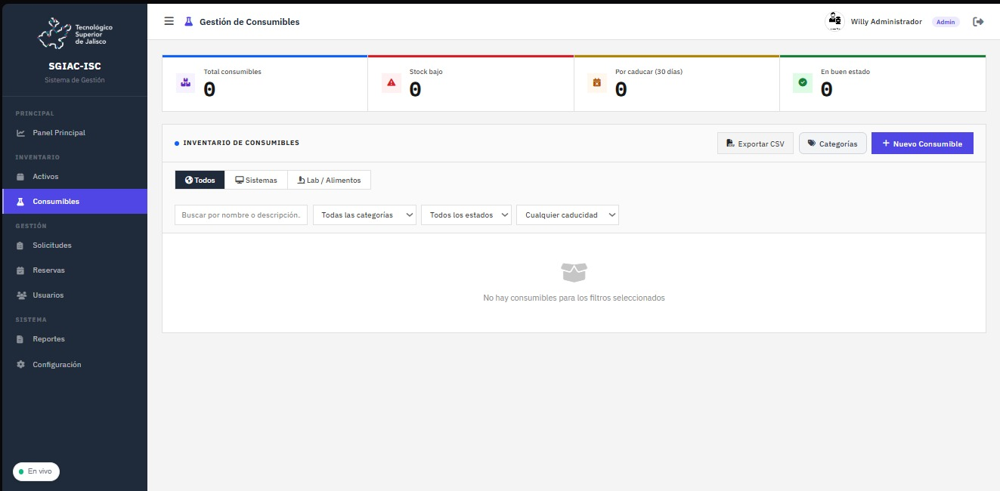 Tecnológico
Superior
de Jalisco
SGIAC-ISC
Sistema de Gestión
PRINCIPAL
Panel Principal
INVENTARIO
Activos
Consumibles
GESTIÓN
Solicitudes
Reservas
Usuarios
SISTEMA
Reportes
Configuración
En vivo
Gestión de Consumibles
Willy Administrador
Admin
Total consumibles
0
Stock bajo
0
Por caducar (30 días)
0
En buen estado
0
INVENTARIO DE CONSUMIBLES
Exportar CSV
Categorías
+ Nuevo Consumible
Todos
Sistemas
Lab / Alimentos
Buscar por nombre o descripción.
Todas las categorías
Todos los estados
Cualquier caducidad
No hay consumibles para los filtros seleccionados